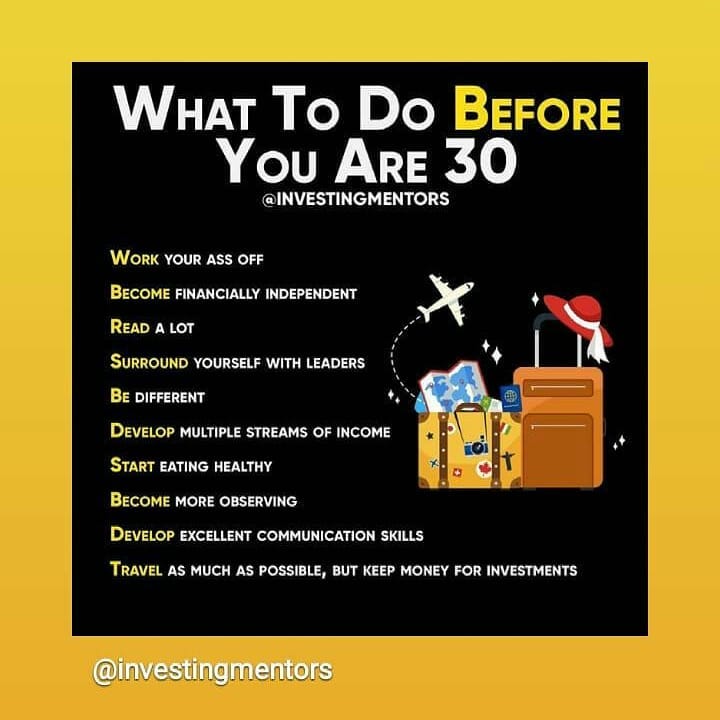 WHAT TO DO BEFORE
YOU ARE 30
@INVESTINGMENTORS
WORK YOUR ASS OFF
BECOME FINANCIALLY INDEPENDENT
READ A LOT
SURROUND YOURSELF WITH LEADERS
BE DIFFERENT
DEVELOP MULTIPLE STREAMS OF INCOME
START EATING HEALTHY
BECOME MORE OBSERVING
DEVELOP EXCELLENT COMMUNICATION SKILLS
TRAVEL AS MUCH AS POSSIBLE, BUT KEEP MONEY FOR INVESTMENTS
@investingmentors